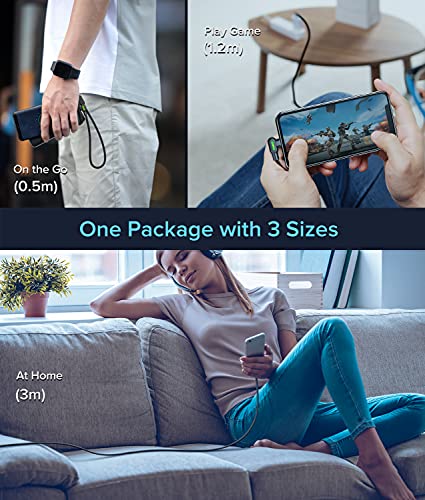 Play Game
(1.2m)
On the Go
(0.5m)
One Package with 3 Sizes
At Home
(3m)